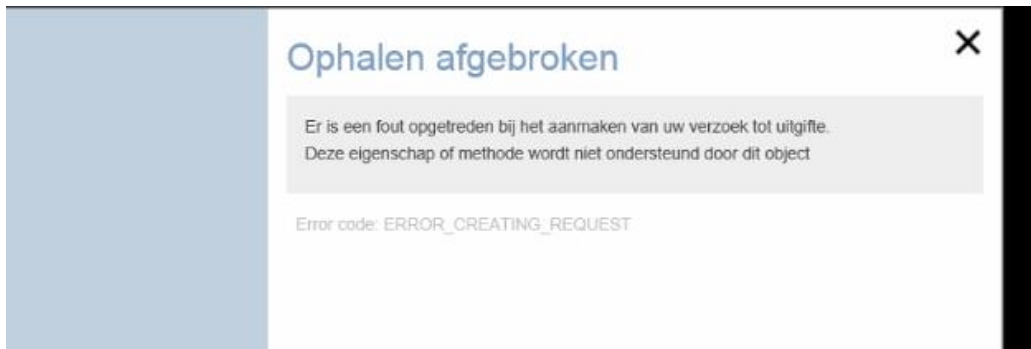 Ophalen afgebroken
Er is een fout opgetreden bij het aanmaken van uw verzoek tot uitgifte.
Deze eigenschap of methode wordt niet ondersteund door dit object
Error code: ERROR_CREATING_REQUEST